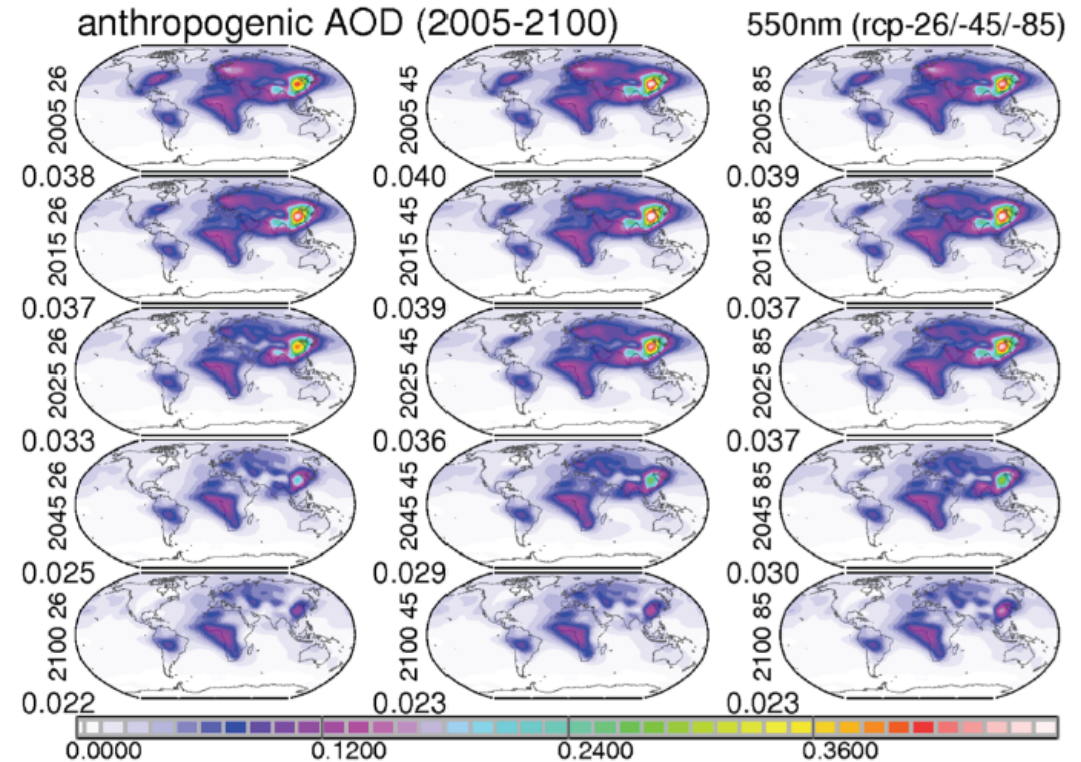 anthropogenic AOD (2005-2100) 550nm (rcp-26/-45/-85)
2005 26 2005 45 2005 85
0.038 0.040 0.039
2015 26 2015 45 2015 85
0.037 0.039 0.037
2025 26 2025 45 2025 85
0.033 0.036 0.037
2045 26 2045 45 2045 85
0.025 0.029 0.030
2100 26 2100 45 2100 85
0.022 0.023 0.023
0.0000 0.1200 0.2400 0.3600